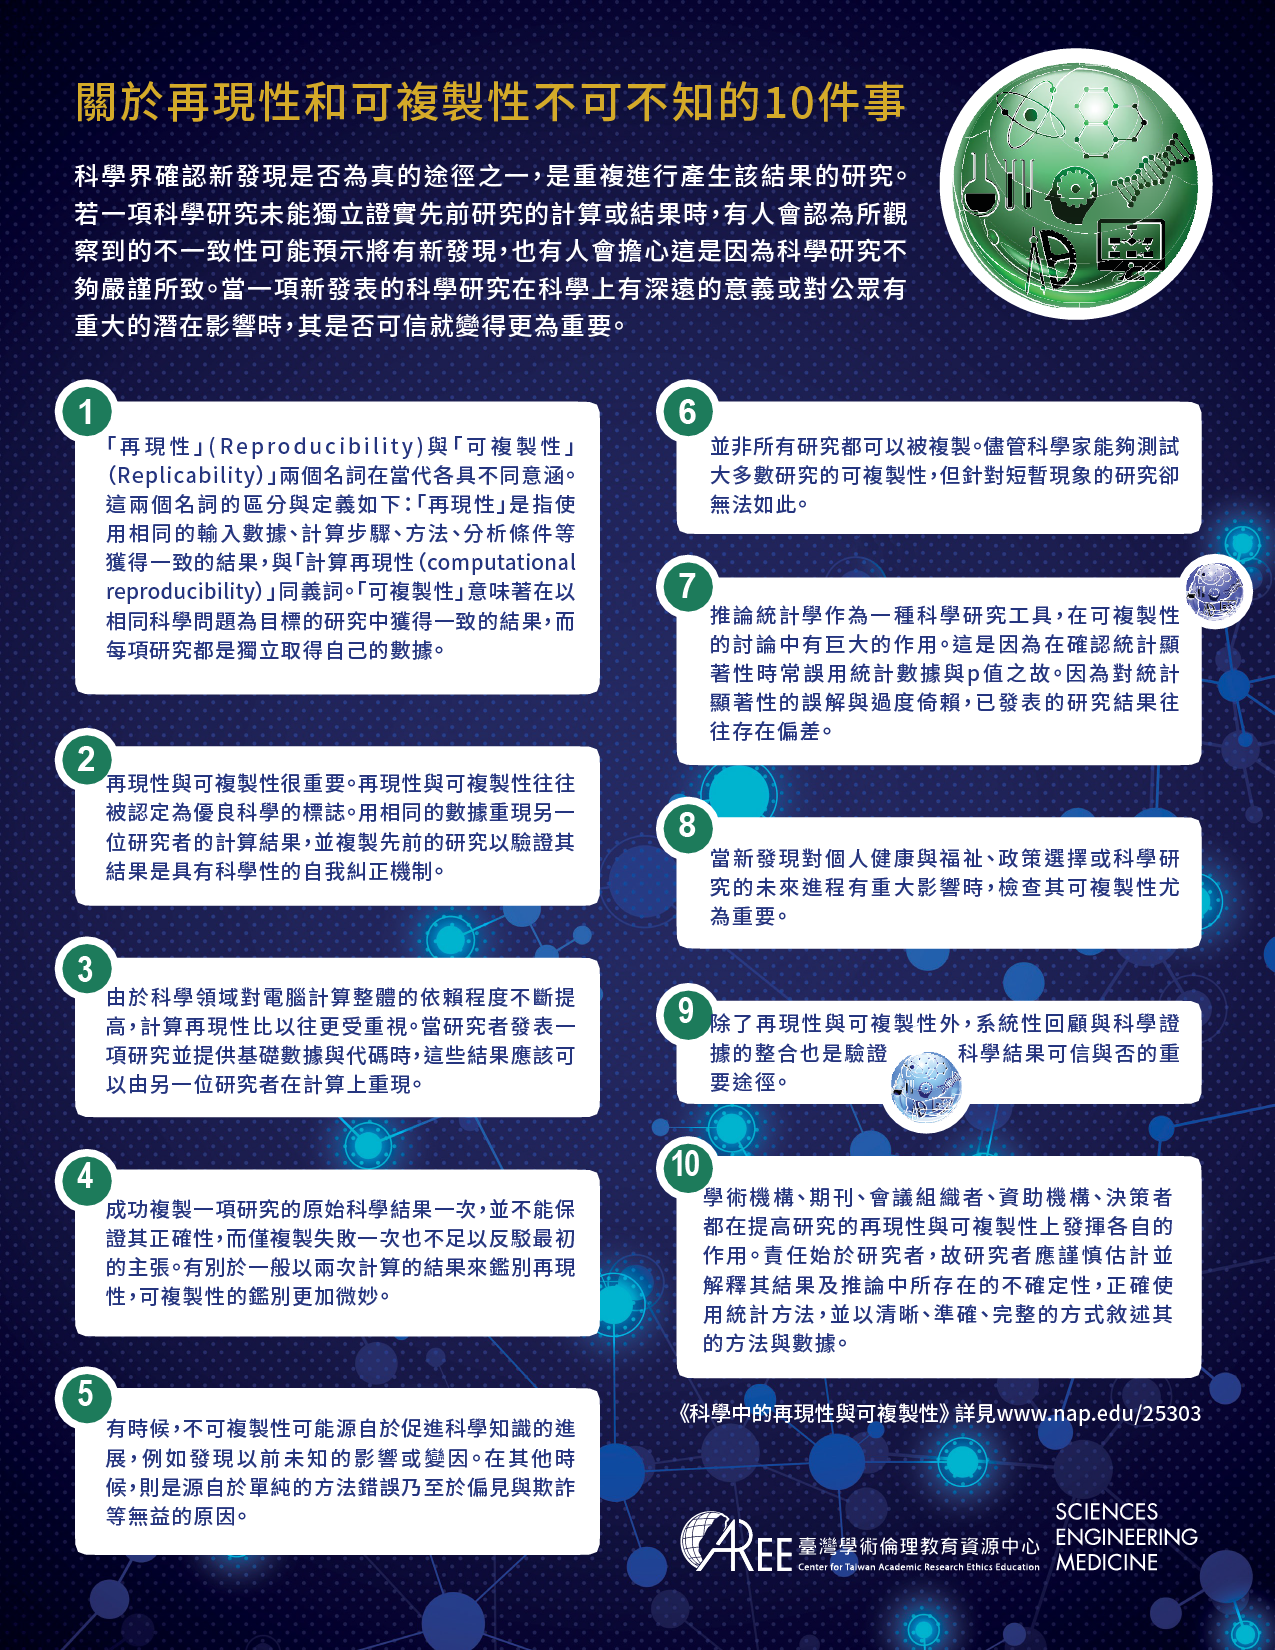 關於再現性和可複製性不可不知的10件事
科學界確認新發現是否為真的途徑之一，是重複進行產生該結果的研究。
若一項科學研究未能獨立證實先前研究的計算或結果時，有人會認為所觀
察到的不一致性可能預示將有新發現，也有人會擔心這是因為科學研究不
夠嚴謹所致。當一項新發表的科學研究在科學上有深遠的意義或對公眾有
重大的潛在影響時，其是否可信就變得更為重要。
1
「再現性」(Reproducibility)與「可複製性」
（Replicability）」兩個名詞在當代各具不同意涵。
這兩個名詞的區分與定義如下：「再現性」是指使
用相同的輸入數據、計算步驟、方法、分析條件等
獲得一致的結果，與「計算再現性（computational
reproducibility）」同義詞。「可複製性」意味著在以
相同科學問題為目標的研究中獲得一致的結果，而
每項研究都是獨立取得自己的數據。
2
再現性與可複製性很重要。再現性與可複製性往往
被認定為優良科學的標誌。用相同的數據重現另一
位研究者的計算結果，並複製先前的研究以驗證其
結果是具有科學性的自我糾正機制。
3
由於科學領域對電腦計算整體的依賴程度不斷提
高，計算再現性比以往更受重視。當研究者發表一
項研究並提供基礎數據與代碼時，這些結果應該可
以由另一位研究者在計算上重現。
4
成功複製一項研究的原始科學結果一次，並不能保
證其正確性，而僅複製失敗一次也不足以反駁最初
的主張。有別於一般以兩次計算的結果來鑑別再現
性，可複製性的鑑別更加微妙。
5
有時候，不可複製性可能源自於促進科學知識的進
展，例如發現以前未知的影響或變因。在其他時
候，則是源自於單純的方法錯誤乃至於偏見與欺詐
等無益的原因。
6
並非所有研究都可以被複製。儘管科學家能夠測試
大多數研究的可複製性，但針對短暫現象的研究卻
無法如此。
7
推論統計學作為一種科學研究工具，在可複製性
的討論中有巨大的作用。這是因為在確認統計顯
著性時常誤用統計數據與p值之故。因為對統計
顯著性的誤解與過度倚賴，已發表的研究結果往
往存在偏差。
8
當新發現對個人健康與福祉、政策選擇或科學研
究的未來進程有重大影響時，檢查其可複製性尤
為重要。
9
除了再現性與可複製性外，系統性回顧與科學證
據的整合也是驗證 科學結果可信與否的重
要途徑。
10
學術機構、期刊、會議組織者、資助機構、決策者
都在提高研究的再現性與可複製性上發揮各自的
作用。責任始於研究者，故研究者應謹慎估計並
解釋其結果及推論中所存在的不確定性，正確使
用統計方法，並以清晰、準確、完整的方式敘述其
的方法與數據。
《科學中的再現性與可複製性》詳見www.nap.edu/25303
AREE 臺灣學術倫理教育資源中心
Center for Taiwan Academic Research Ethics Education
SCIENCES
ENGINEERING
MEDICINE